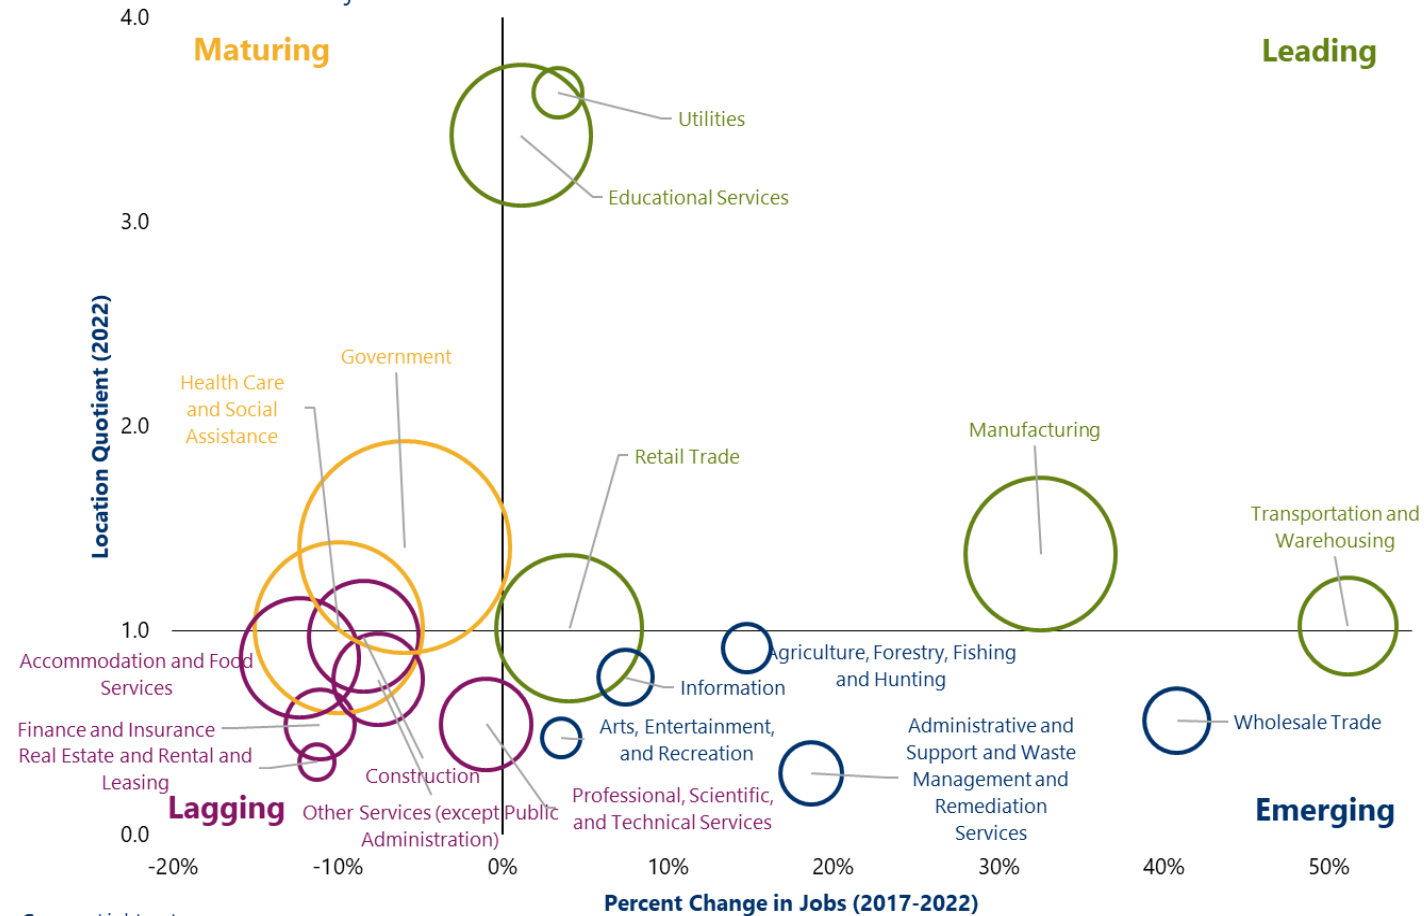 4.0
Maturing
Leading
Utilities
Educational Services
3.0
Location Quotient (2022)
Government
Health Care
and Social
Assistance
2.0
Manufacturing
Retail Trade
Transportation and
Warehousing
1.0
Accommodation and Food
Services
Agriculture, Forestry, Fishing
and Hunting
Information
Finance and Insurance
Real Estate and Rental and
Leasing
Arts, Entertainment,
and Recreation
Administrative and
Support and Waste
Management and
Remediation
Services
Wholesale Trade
Construction
Lagging
Other Services (except Public
Administration)
Professional, Scientific,
and Technical Services
Emerging
0.0
-20% -10% 0% 10% 20% 30% 40% 50%
Percent Change in Jobs (2017-2022)